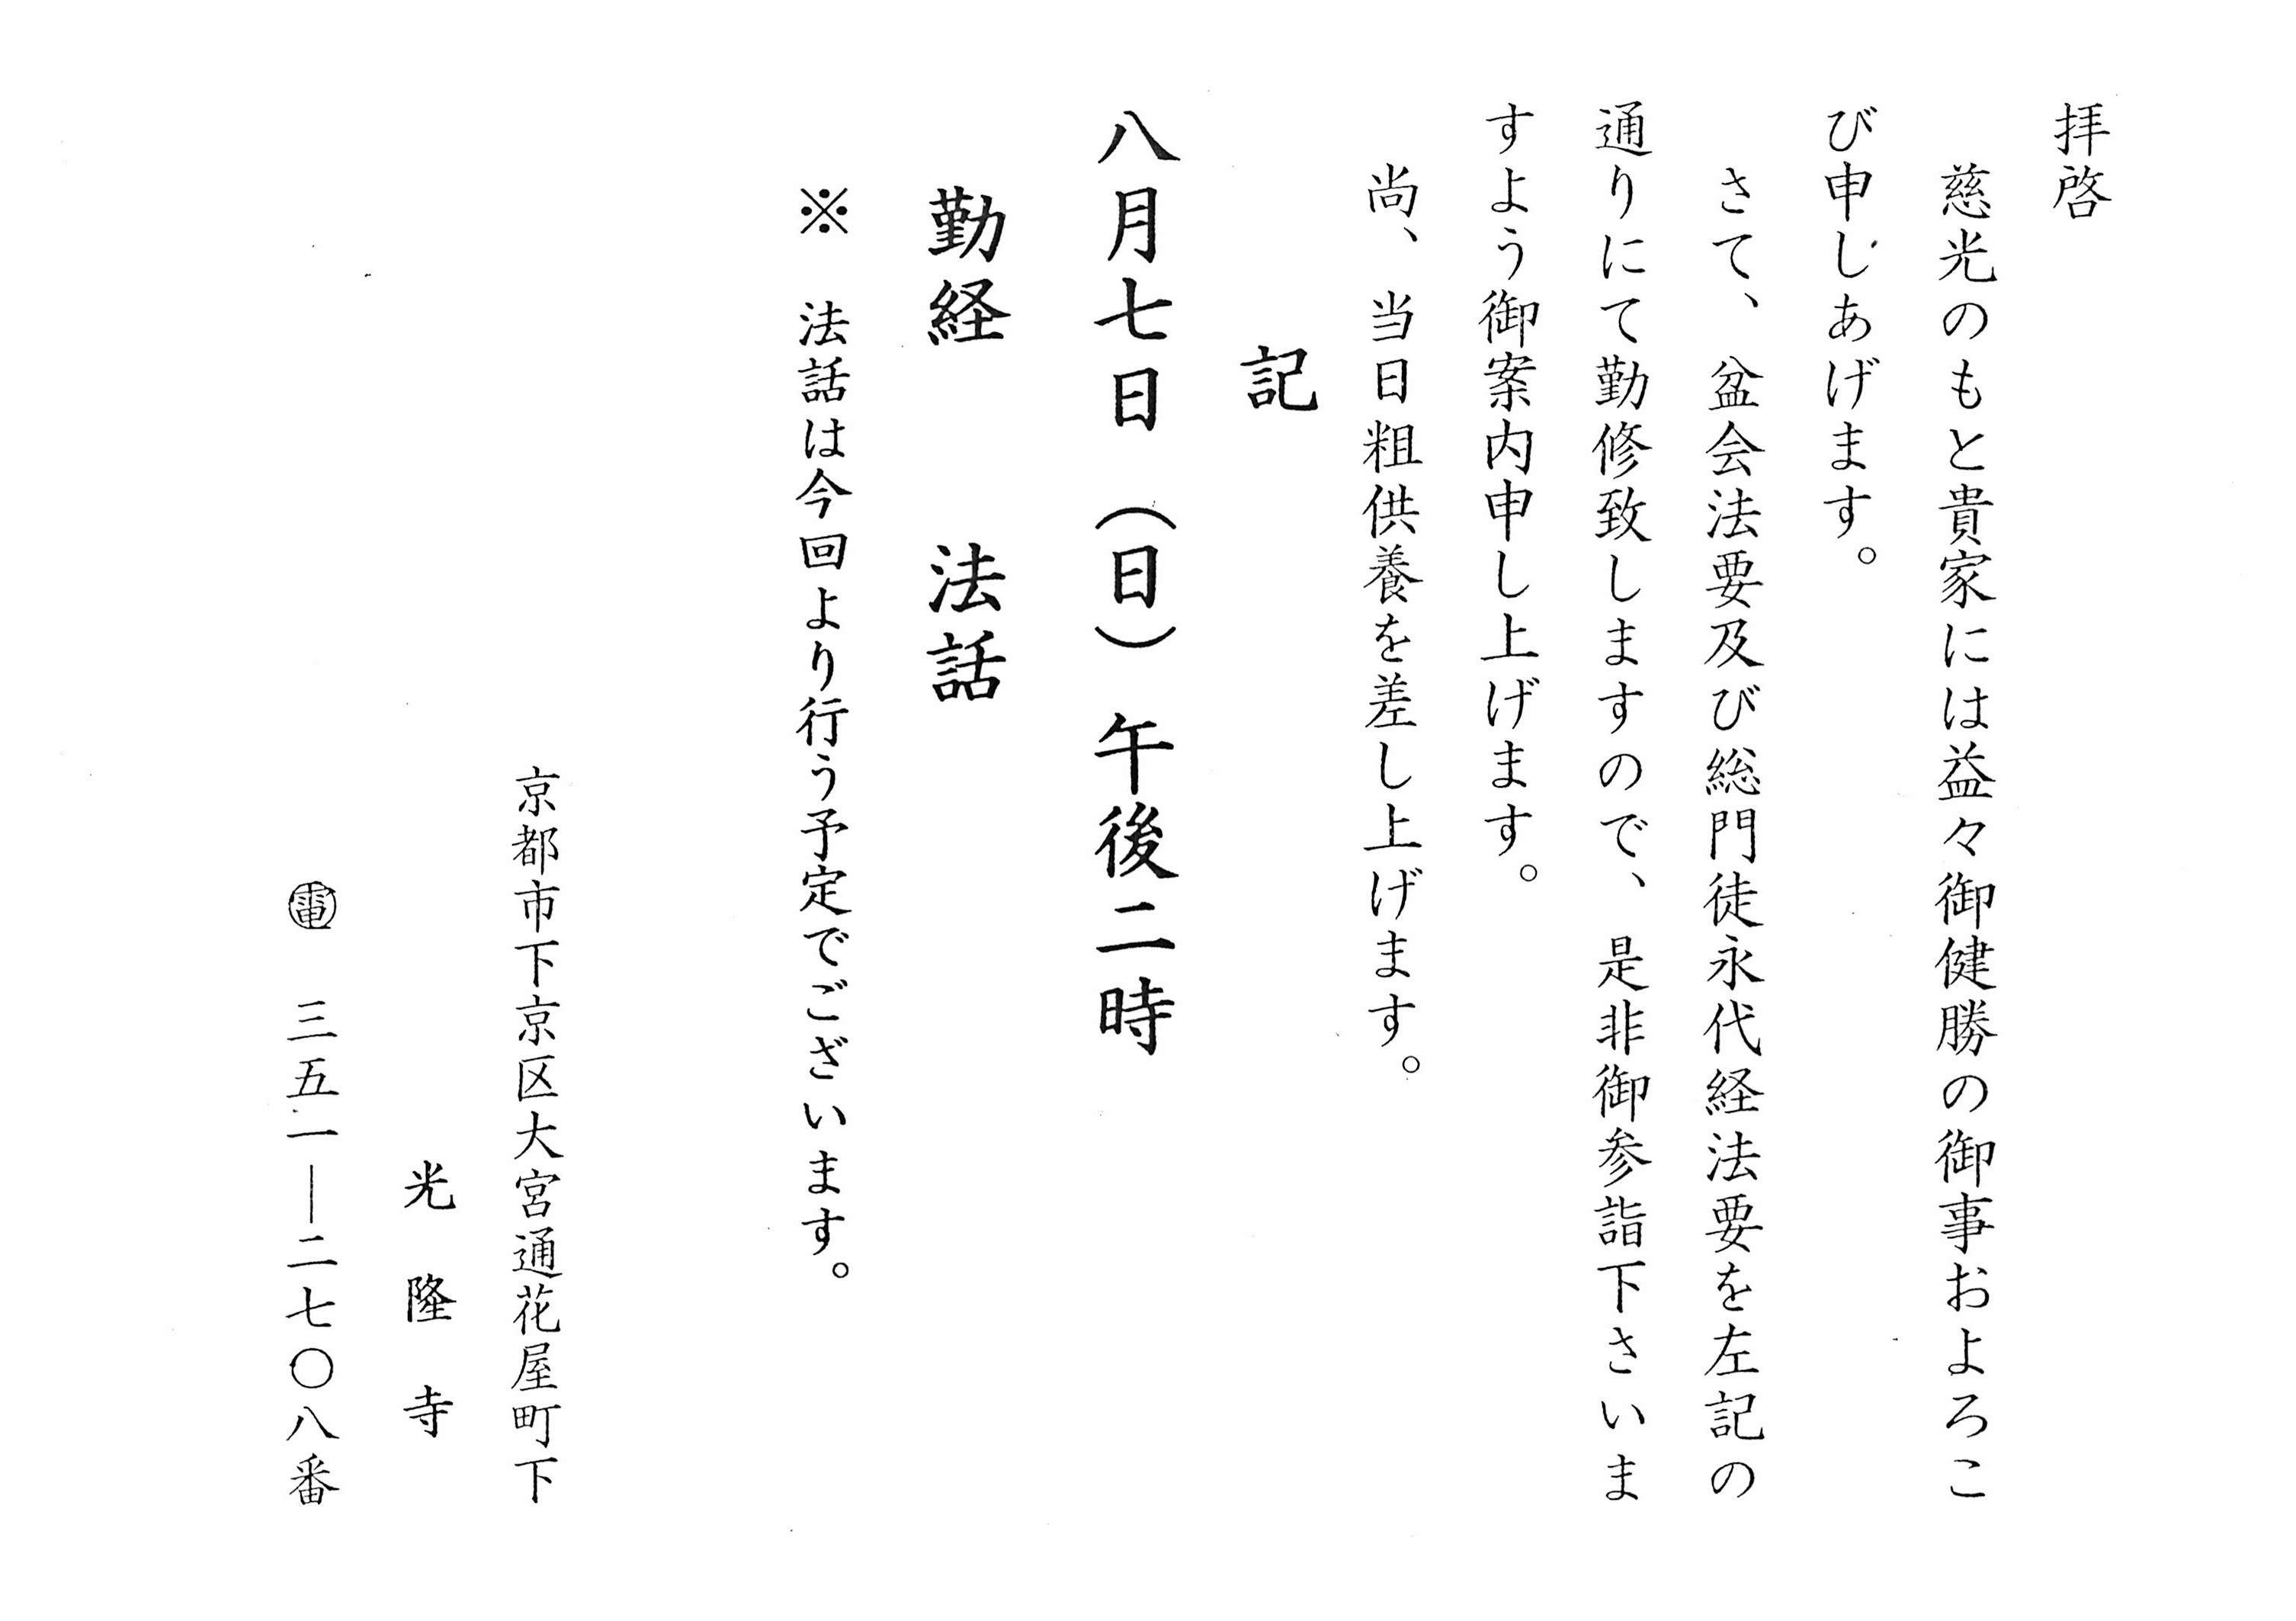 拝啓
慈光のもと貴家には益々御健勝の御事およろこ
び申しあげます。
さて、盆会法要及び総門徒永代経法要を左記の
通りにて勤修致しますので、是非御参詣下さいま
すよう御案内申し上げます。
尚、当日粗供養を差し上げます。
記
八月七日（日）午後二時
勤経　法話
※　法話は今回より行う予定でございます。
京都市下京区大宮通花屋町下
光隆寺
㊩電 三五一―二七〇八番